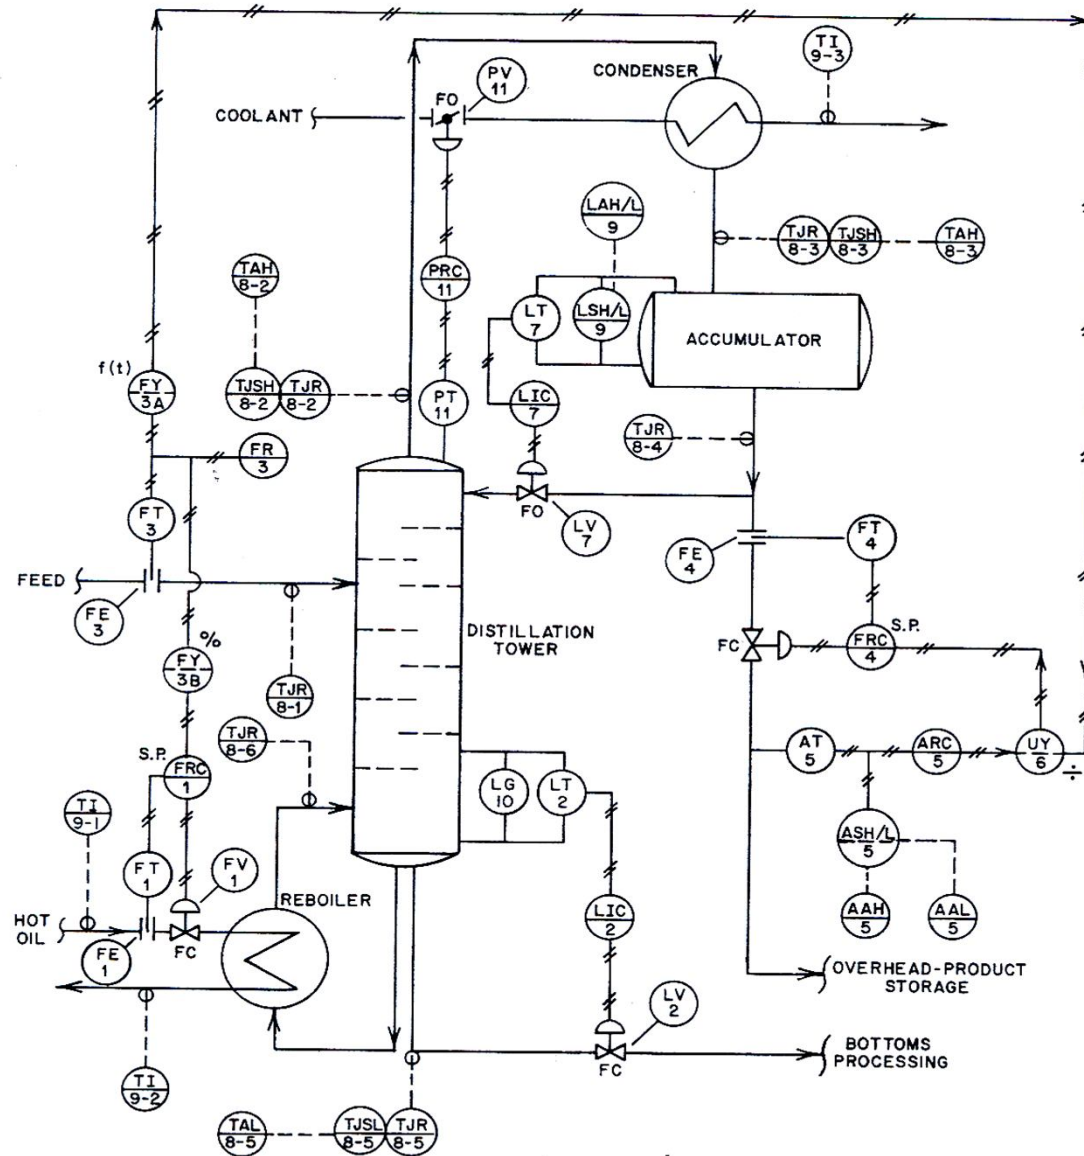 TI
9-3
CONDENSER
PV
11
FO
COOLANT
LAH/L
9
TJR
8-3
TJSH
8-3
TAH
8-3
TAH
8-2
PRC
11
LT
7
LSH/L
9
ACCUMULATOR
f(t)
FY
3A
TJSH
8-2
TJR
8-2
PT
11
LIC
7
TJR
8-4
FR
3
FT
3
FO
LV
7
FE
4
FT
4
FEED
FE
3
%
FY
3B
DISTILLATION
TOWER
FC
S.P.
FRC
4
TJR
8-1
TJR
8-6
S.P.
FRC
1
LG
10
LT
2
AT
5
ARC
5
UY
6
÷
TI
9-1
FT
1
FV
1
ASH/L
5
REBOILER
LIC
2
AAH
5
AAL
5
HOT
OIL
FE
1
FC
OVERHEAD-PRODUCT
STORAGE
LV
2
FC
BOTTOMS
PROCESSING
TI
9-2
TAL
8-5
TJSL
8-5
TJR
8-5